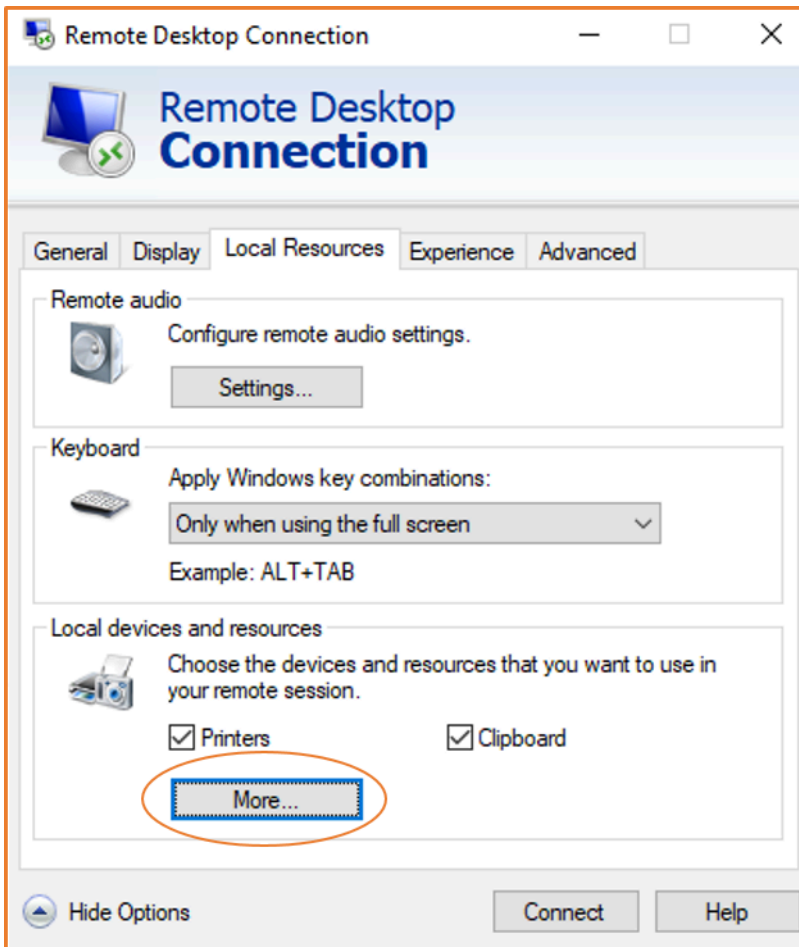 Remote Desktop Connection
Remote Desktop
Connection
General Display Local Resources Experience Advanced
Remote audio
Configure remote audio settings.
Settings...
Keyboard
Apply Windows key combinations:
Only when using the full screen
Example: ALT+TAB
Local devices and resources
Choose the devices and resources that you want to use in
your remote session.
Printers Clipboard
More...
Hide Options Connect Help